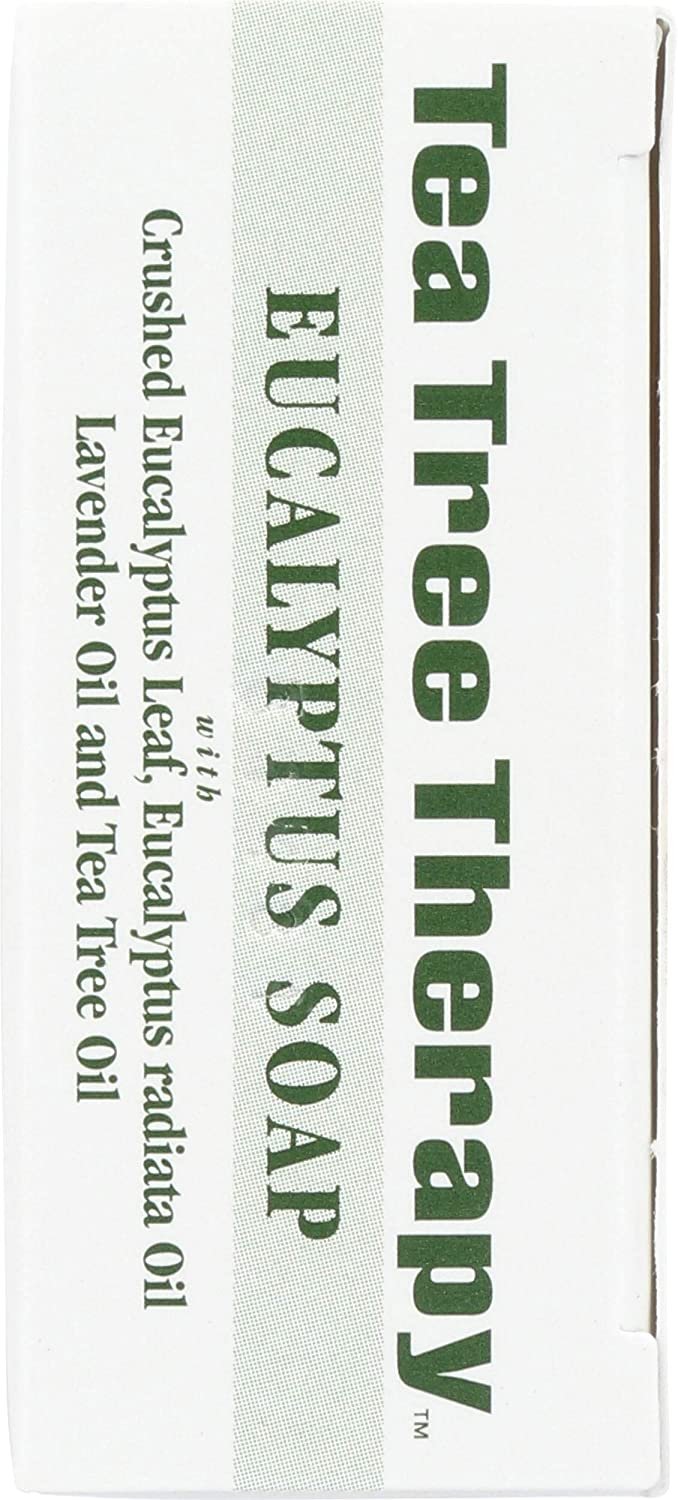 Tea Tree Therapy™
EUCALYPTUS SOAP
with
Crushed Eucalyptus Leaf, Eucalyptus radiata Oil
Lavender Oil and Tea Tree Oil